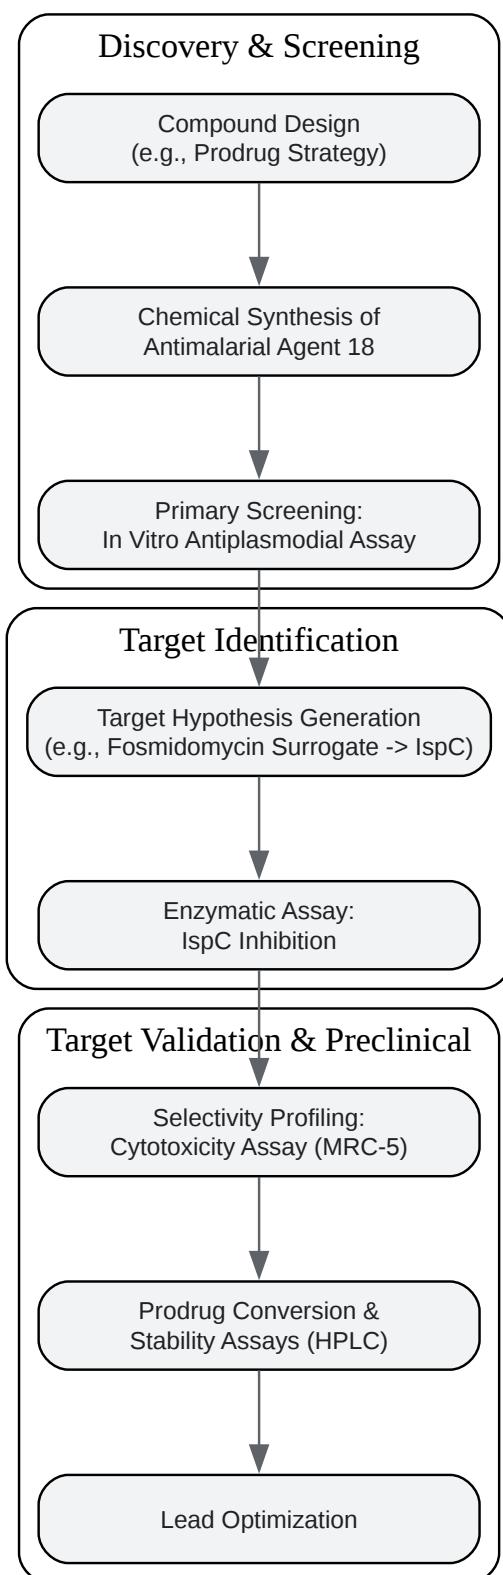 Discovery & Screening
Compound Design
(e.g., Prodrug Strategy)
Chemical Synthesis of
Antimalarial Agent 18
Primary Screening:
In Vitro Antiplasmodial Assay
Target Identification
Target Hypothesis Generation
(e.g., Fosmidomycin Surrogate -> IspC)
Enzymatic Assay:
IspC Inhibition
Target Validation & Preclinical
Selectivity Profiling:
Cytotoxicity Assay (MRC-5)
Prodrug Conversion &
Stability Assays (HPLC)
Lead Optimization